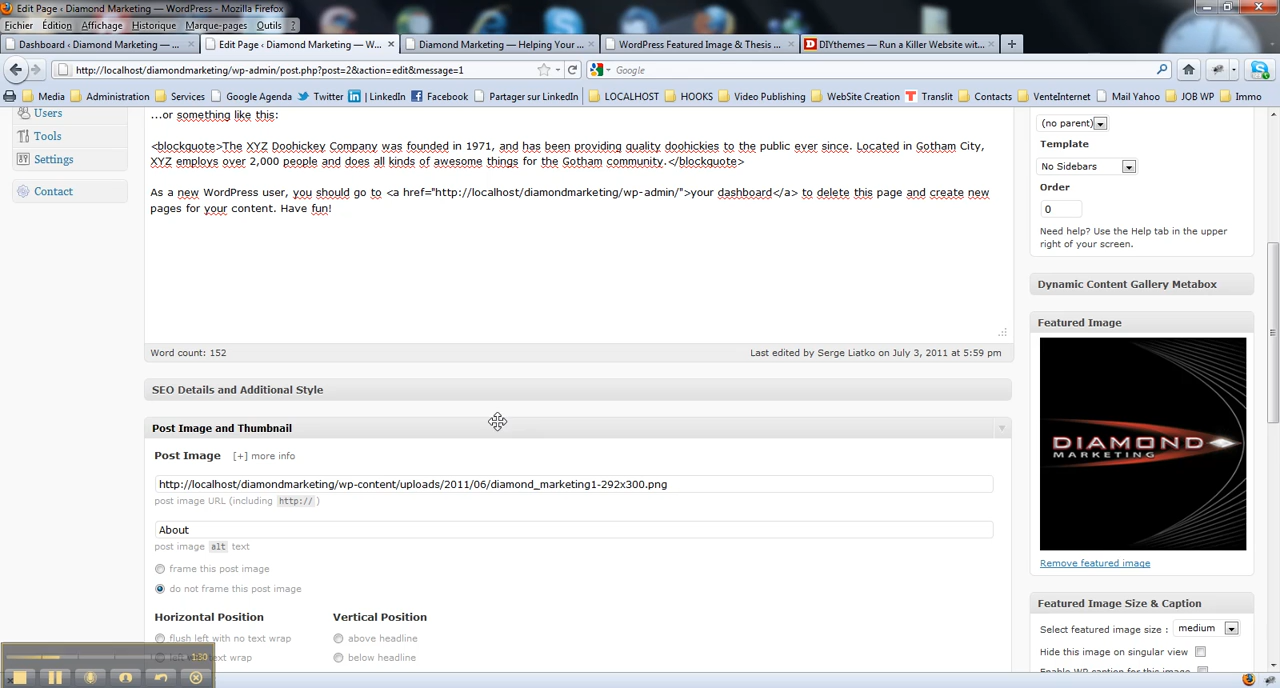 Edit Page ‹ Diamond Marketing — WordPress - Mozilla Firefox
Fichier Édition Affichage Historique Marque-pages Outils ?
Dashboard ‹ Diamond Marketing — ... × Edit Page ‹ Diamond Marketing — W... × Diamond Marketing — Helping Your ... × WordPress Featured Image & Thesis ... × DIYthemes — Run a Killer Website wit... × +
http://localhost/diamondmarketing/wp-admin/post.php?post=2&action=edit&message=1 Google
Media Administration Services Google Agenda Twitter LinkedIn Facebook Partager sur LinkedIn LOCALHOST HOOKS Video Publishing WebSite Creation Translit Contacts VenteInternet Mail Yahoo JOB WP Immo
Users
Tools
Settings
Contact
...or something like this:
<blockquote>The XYZ Doohickey Company was founded in 1971, and has been providing quality doohickies to the public ever since. Located in Gotham City,
XYZ employs over 2,000 people and does all kinds of awesome things for the Gotham community.</blockquote>
As a new WordPress user, you should go to <a href="http://localhost/diamondmarketing/wp-admin/">your dashboard</a> to delete this page and create new
pages for your content. Have fun!
Word count: 152 Last edited by Serge Liatko on July 3, 2011 at 5:59 pm
SEO Details and Additional Style
Post Image and Thumbnail
Post Image [+] more info
http://localhost/diamondmarketing/wp-content/uploads/2011/06/diamond_marketing1-292x300.png
post image URL (including http:// )
About
post image alt text
frame this post image
do not frame this post image
Horizontal Position Vertical Position
flush left with no text wrap above headline
text wrap below headline
(no parent)
Template
No Sidebars
Order
0
Need help? Use the Help tab in the upper
right of your screen.
Dynamic Content Gallery Metabox
Featured Image
DIAMOND
MARKETING
Remove featured image
Featured Image Size & Caption
Select featured image size : medium
Hide this image on singular view
Enable WP caption for this image
1:30